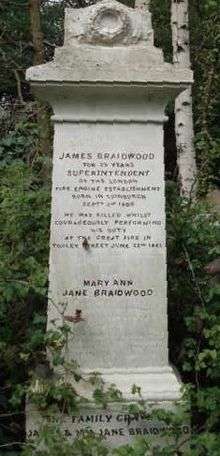 JAMES BRAIDWOOD
FOR 29 YEARS
SUPERINTENDENT
OF THE LONDON
FIRE ENGINE ESTABLISHMENT
BORN IN EDINBURGH
SEPTR
HE WAS KILLED WHILST
COURAGEOUSLY PERFORMING
HIS DUTY
AT THE GREAT FIRE IN
TOOLEY STREET JUNE 22ND 1861
MARY ANN
JANE BRAIDWOOD
FAMILY
JANE BRAIDWOOD